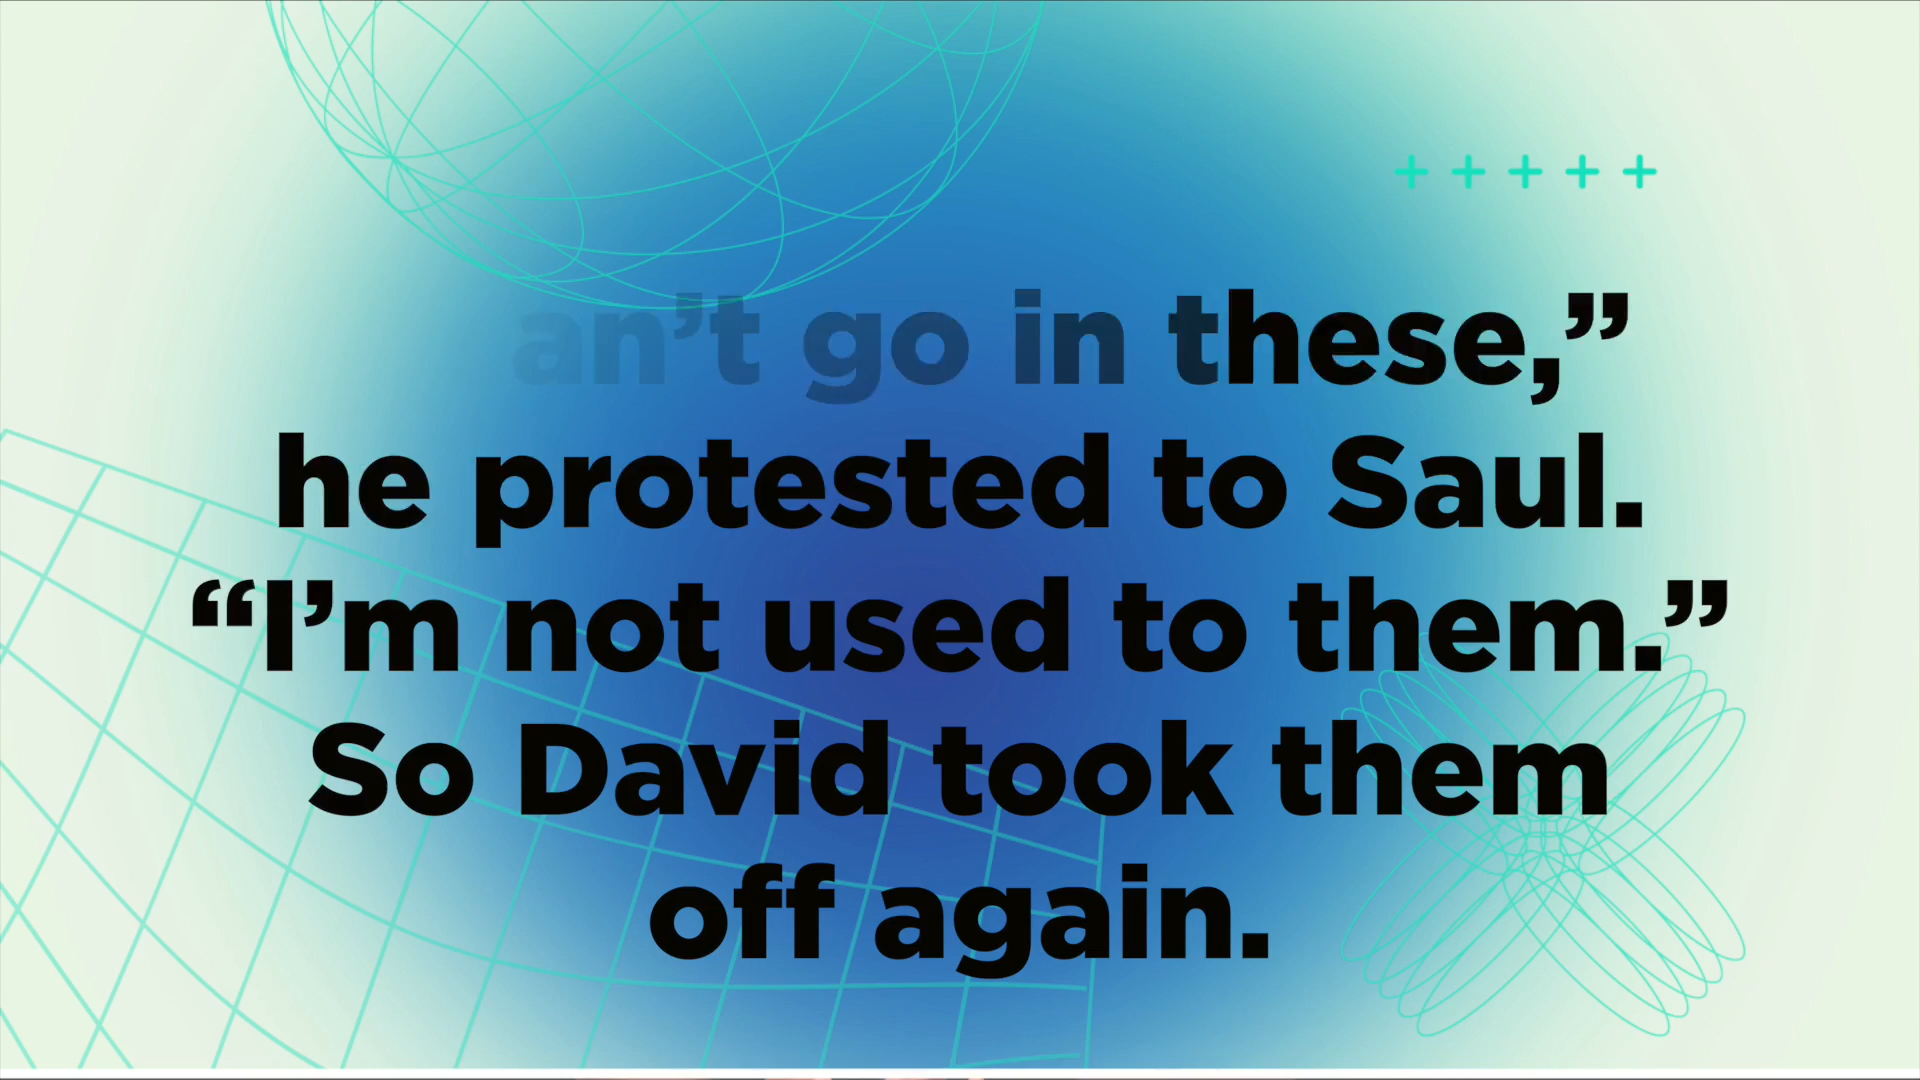 an’t go in these,”
he protested to Saul.
“I’m not used to them.”
So David took them
off again.